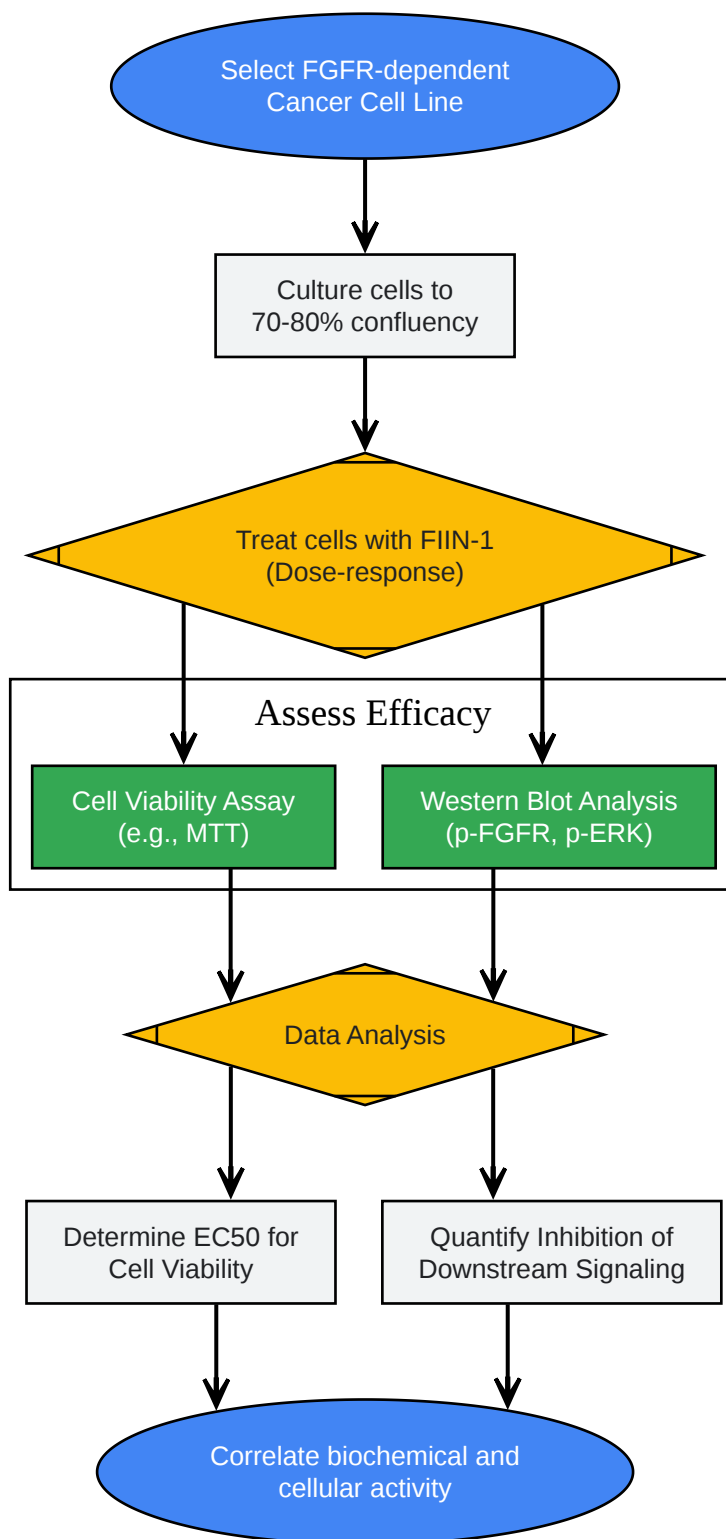 Select FGFR-dependent
Cancer Cell Line
Culture cells to
70-80% confluency
Treat cells with FIIN-1
(Dose-response)
Assess Efficacy
Cell Viability Assay
(e.g., MTT)
Western Blot Analysis
(p-FGFR, p-ERK)
Data Analysis
Determine EC50 for
Cell Viability
Quantify Inhibition of
Downstream Signaling
Correlate biochemical and
cellular activity